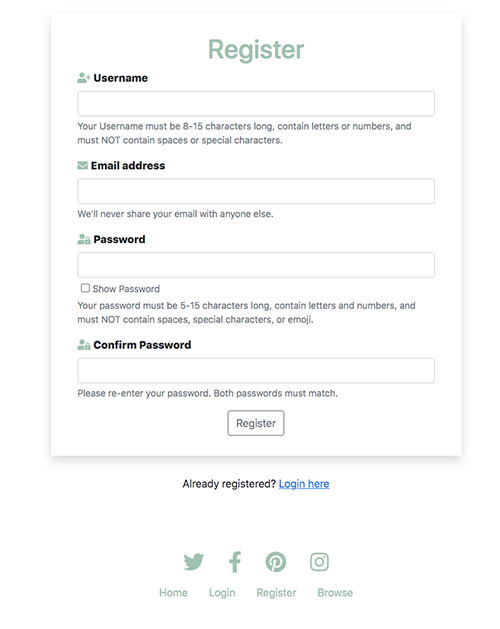 Register
Username
Your Username must be 8-15 characters long, contain letters or numbers, and
must NOT contain spaces or special characters.
Email address
We'll never share your email with anyone else.
Password
Show Password
Your password must be 5-15 characters long, contain letters and numbers, and
must NOT contain spaces, special characters, or emoji.
Confirm Password
Please re-enter your password. Both passwords must match.
Register
Already registered? Login here
Home Login Register Browse